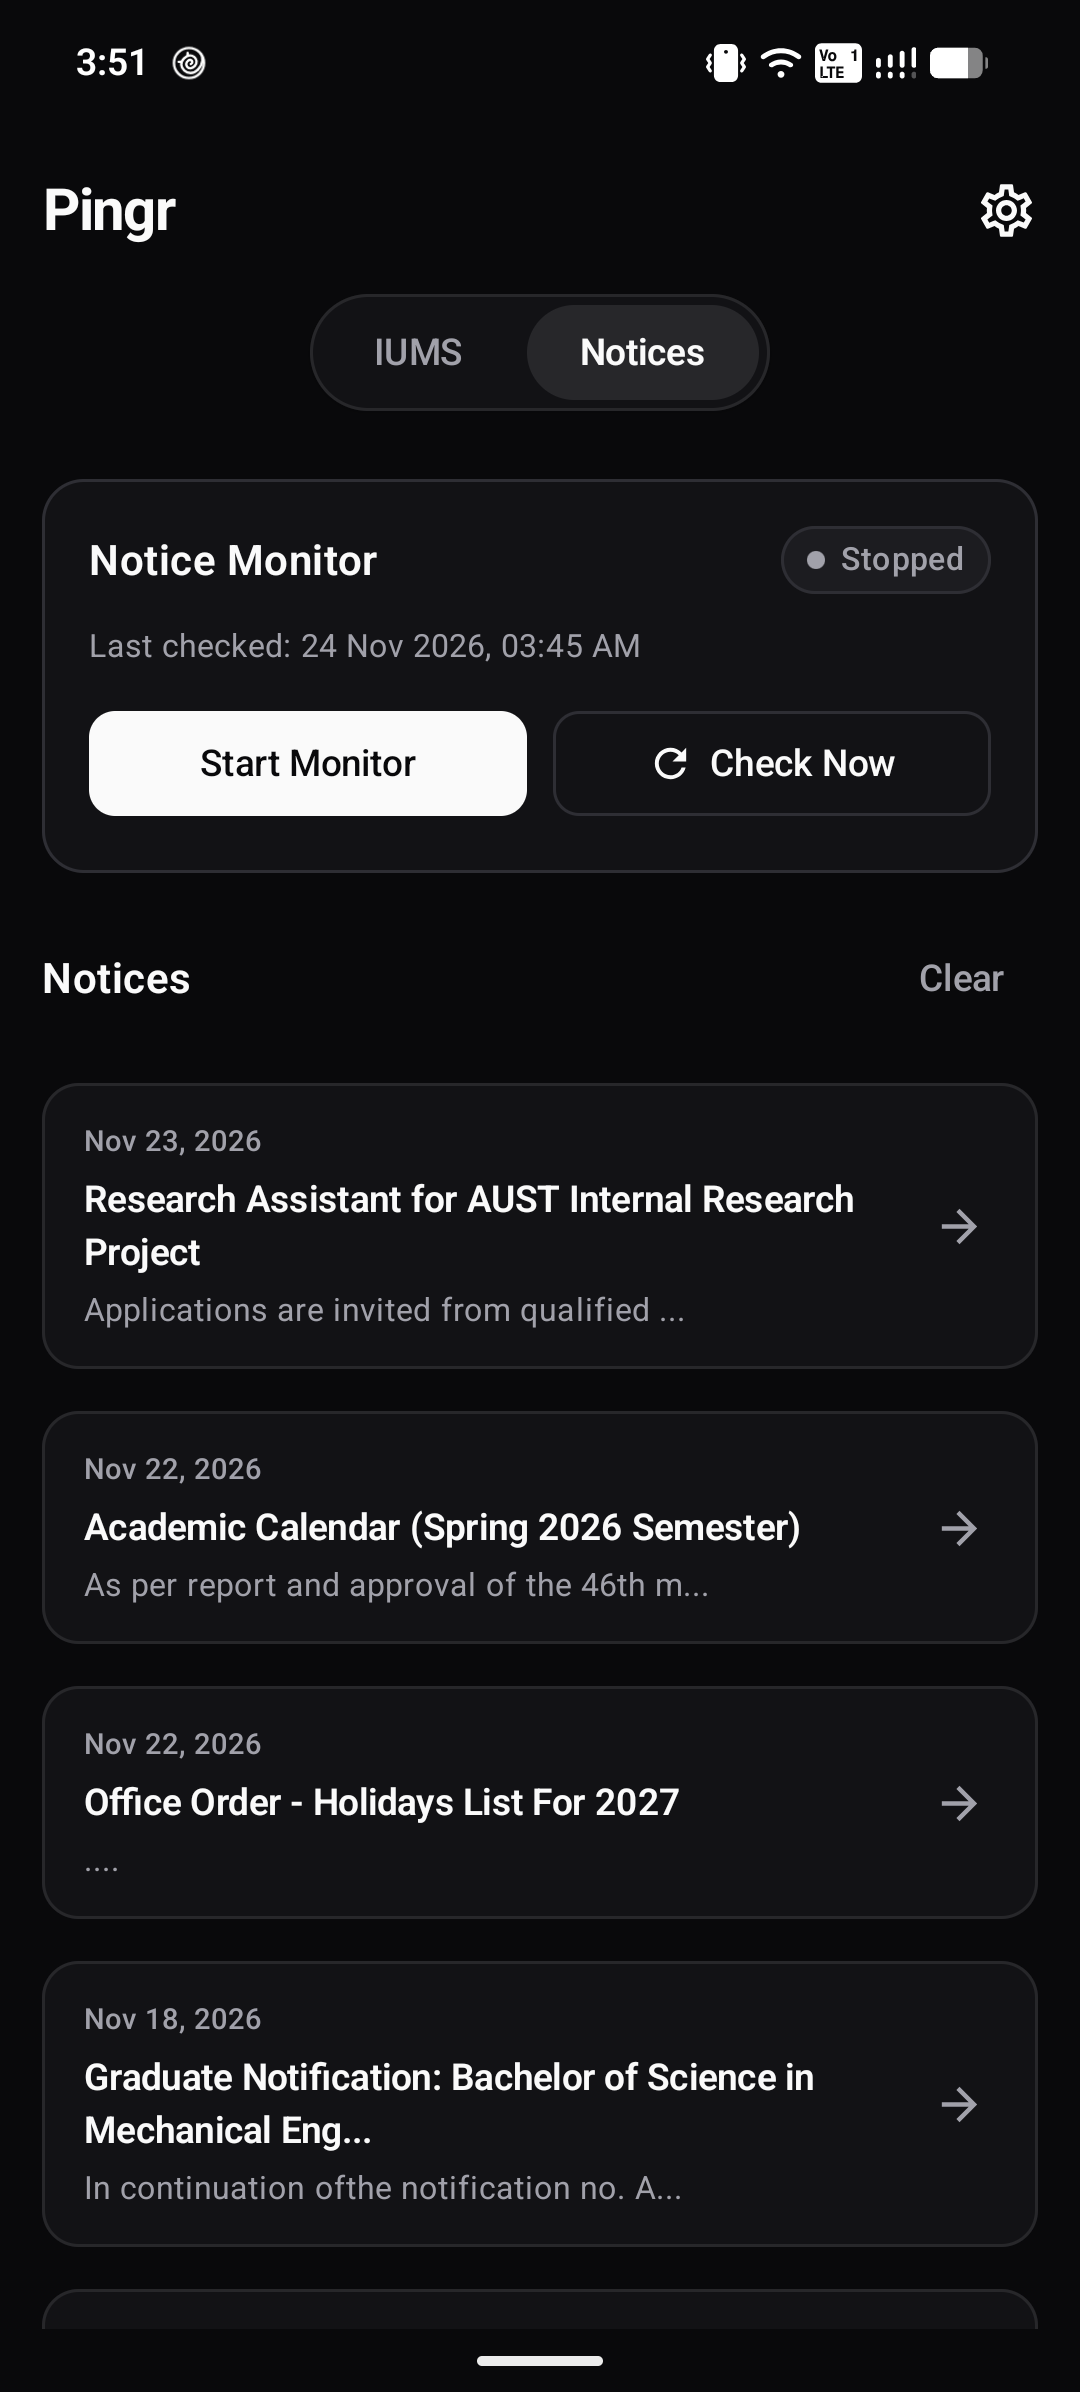 3:51
Vo 1
LTE
Pingr
IUMS
Notices
Notice Monitor
Stopped
Last checked: 24 Nov 2026, 03:45 AM
Start Monitor
Check Now
Notices
Clear
Nov 23, 2026
Research Assistant for AUST Internal Research
Project
Applications are invited from qualified ...
Nov 22, 2026
Academic Calendar (Spring 2026 Semester)
As per report and approval of the 46th m...
Nov 22, 2026
Office Order - Holidays List For 2027
....
Nov 18, 2026
Graduate Notification: Bachelor of Science in
Mechanical Eng...
In continuation ofthe notification no. A...